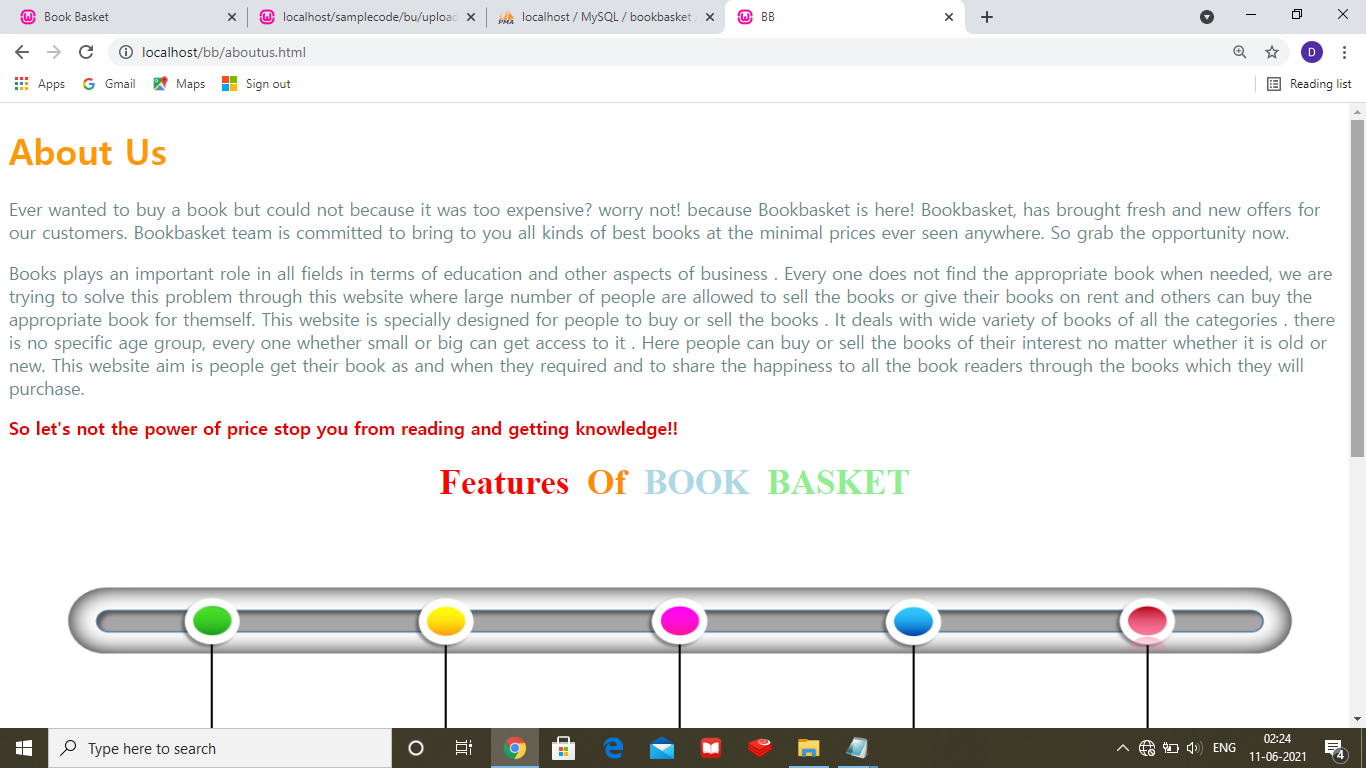 Book Basket
localhost/samplecode/bu/upload
localhost / MySQL / bookbasket
BB
localhost/bb/aboutus.html
D
Apps
Gmail
Maps
Sign out
Reading list
About Us
Ever wanted to buy a book but could not because it was too expensive? worry not! because Bookbasket is here! Bookbasket, has brought fresh and new offers for
our customers. Bookbasket team is committed to bring to you all kinds of best books at the minimal prices ever seen anywhere. So grab the opportunity now.
Books plays an important role in all fields in terms of education and other aspects of business . Every one does not find the appropriate book when needed, we are
trying to solve this problem through this website where large number of people are allowed to sell the books or give their books on rent and others can buy the
appropriate book for themself. This website is specially designed for people to buy or sell the books . It deals with wide variety of books of all the categories . there
is no specific age group, every one whether small or big can get access to it . Here people can buy or sell the books of their interest no matter whether it is old or
new. This website aim is people get their book as and when they required and to share the happiness to all the book readers through the books which they will
purchase.
So let's not the power of price stop you from reading and getting knowledge!!
Features Of BOOK BASKET
Type here to search
ENG
02:24
11-06-2021
4